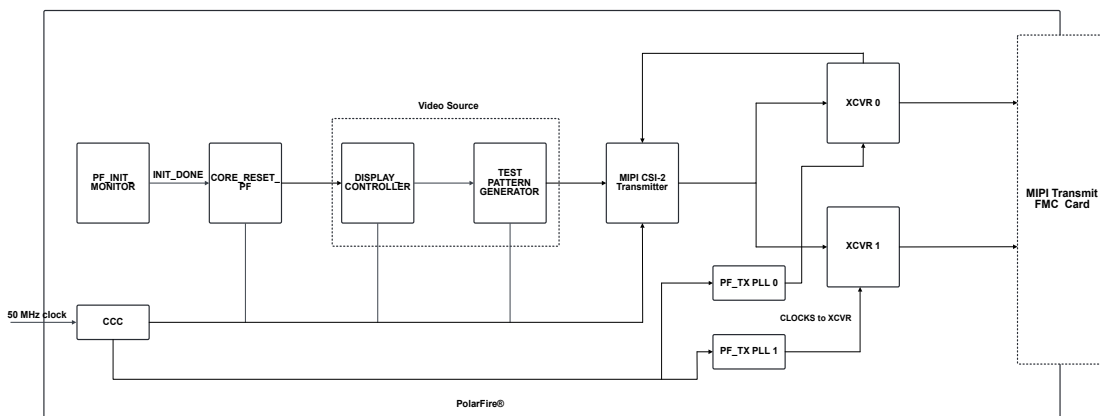 Video Source
XCVR 0
PF_INIT_
MONITOR
INIT_DONE
CORE_RESET_
PF
DISPLAY
CONTROLLER
TEST
PATTERN
GENERATOR
MIPI CSI-2
Transmitter
MIPI Transmit
FMC Card
XCVR 1
PF_TX PLL 0
50 MHz clock
CCC
CLOCKS to XCVR
PF_TX PLL 1
PolarFire®